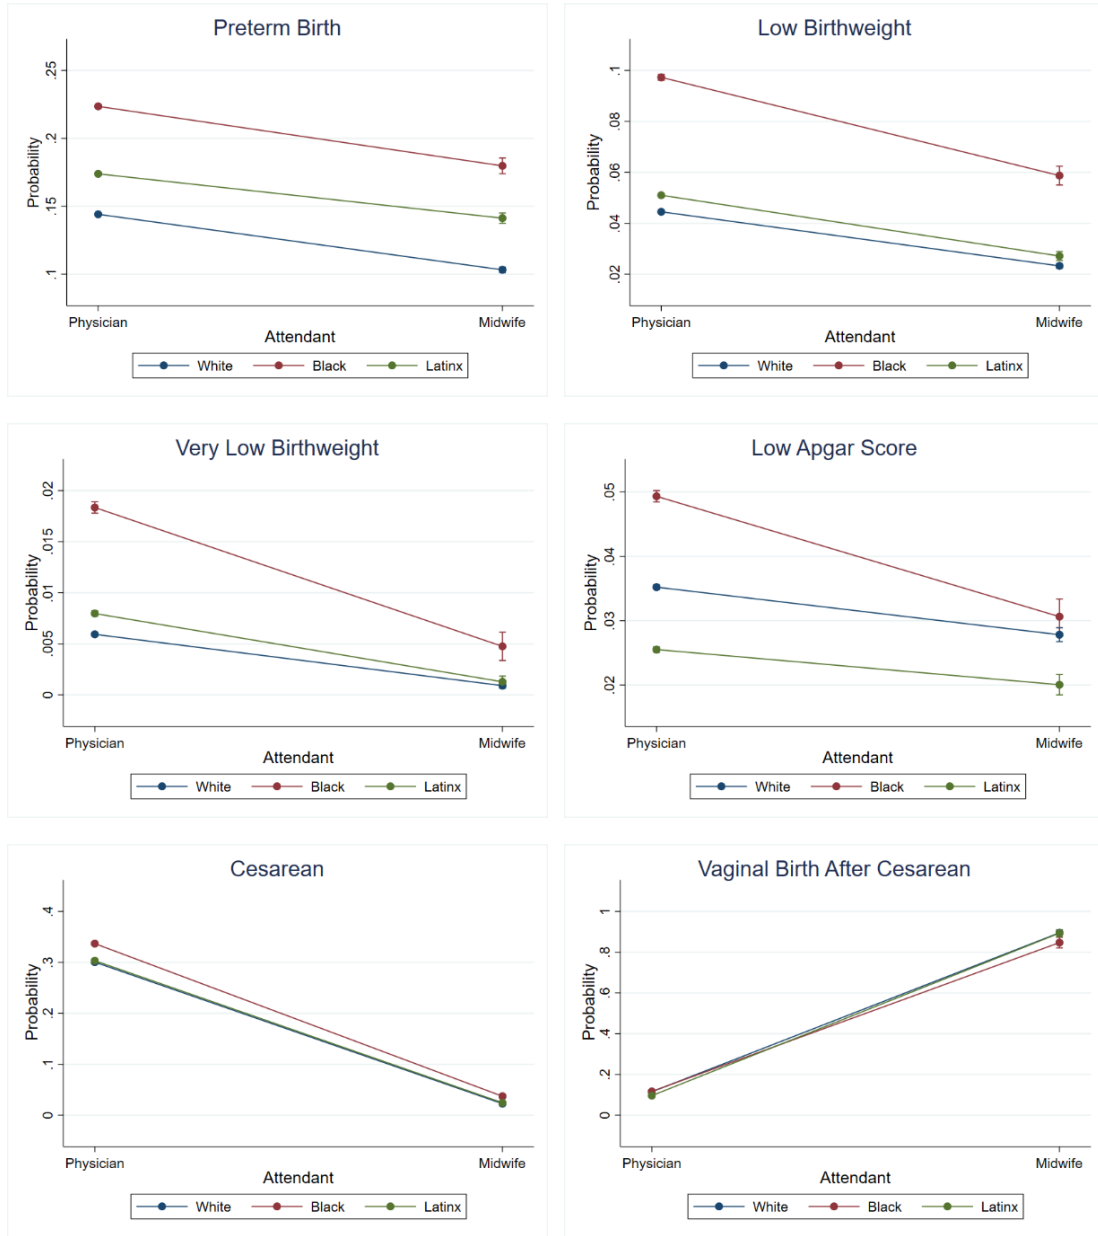 Preterm Birth
Probability
.25
.2
.15
.1
Physician
Midwife
Attendant
White Black Latinx
Low Birthweight
Probability
.1
.08
.06
.04
.02
Physician
Midwife
Attendant
White Black Latinx
Very Low Birthweight
Probability
.02
.015
.01
.005
0
Physician
Midwife
Attendant
White Black Latinx
Low Apgar Score
Probability
.05
.04
.03
.02
Physician
Midwife
Attendant
White Black Latinx
Cesarean
Probability
.4
.3
.2
.1
0
Physician
Midwife
Attendant
White Black Latinx
Vaginal Birth After Cesarean
Probability
1
.8
.6
.4
.2
0
Physician
Midwife
Attendant
White Black Latinx